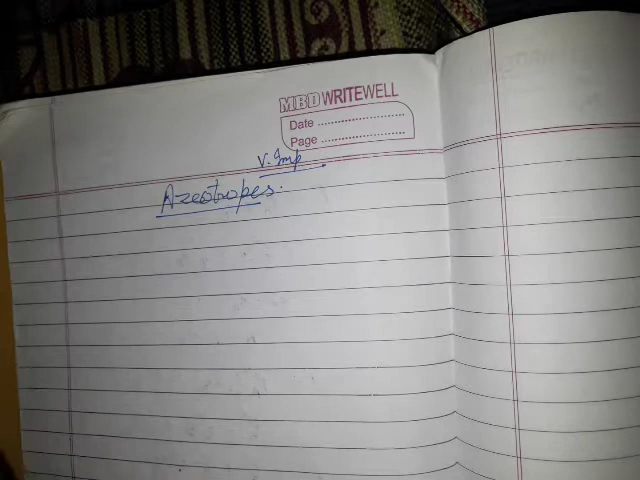 MBD WRITEWELL
Date ..............................
Page ..............................
V. Imp.
Azeotropes.